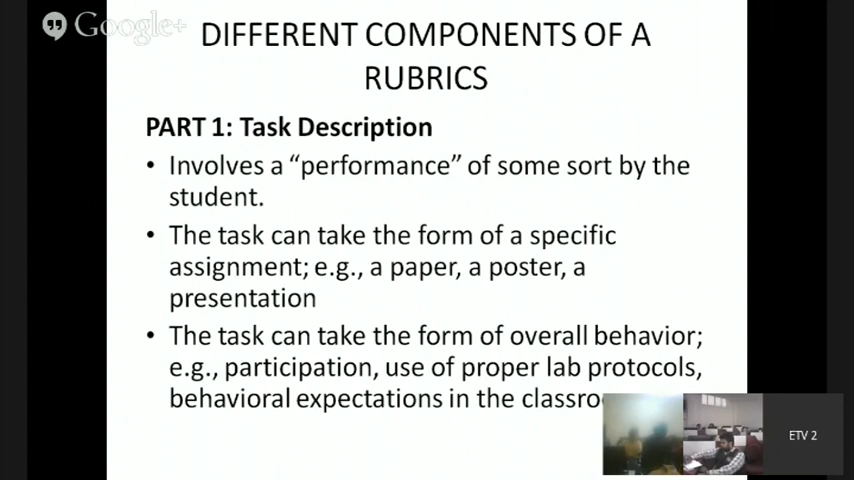 Google+
DIFFERENT COMPONENTS OF A
RUBRICS
PART 1: Task Description
• Involves a “performance” of some sort by the
student.
• The task can take the form of a specific
assignment; e.g., a paper, a poster, a
presentation
• The task can take the form of overall behavior;
e.g., participation, use of proper lab protocols,
behavioral expectations in the classro
ETV 2